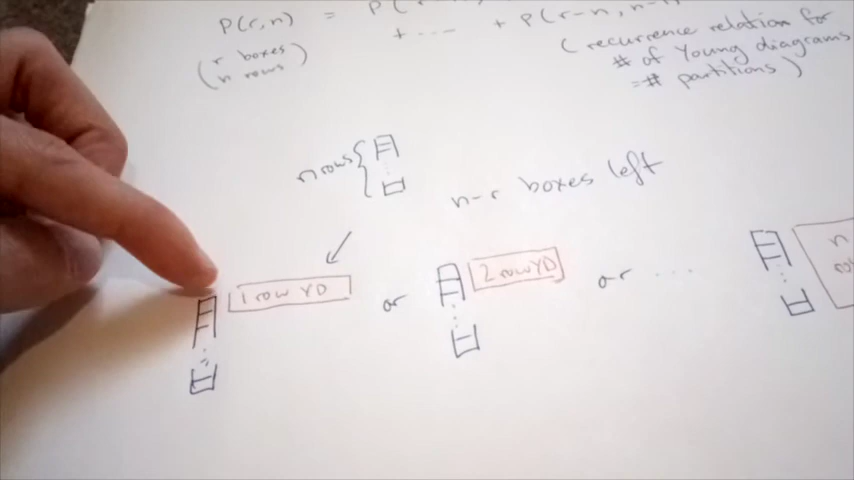 P(r,n) = P( + .... + P(r-n, n-
(r boxes
n rows)
(recurrence relation for
# of Young diagrams
=# partitions)
n rows {
n-r boxes left
1 row YD or 2 row YD or ... n